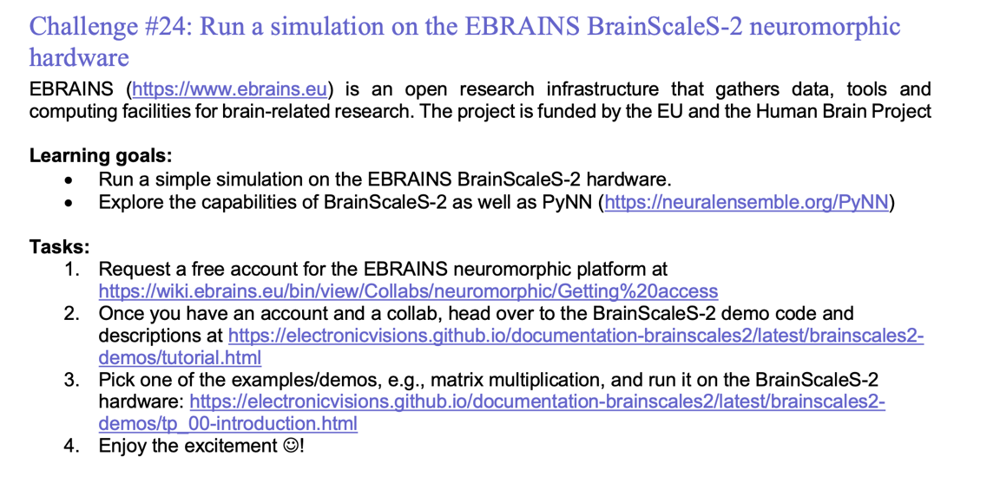 Challenge #24: Run a simulation on the EBRAINS BrainScaleS-2 neuromorphic
hardware
EBRAINS (https://www.ebrains.eu) is an open research infrastructure that gathers data, tools and
computing facilities for brain-related research. The project is funded by the EU and the Human Brain Project
Learning goals:
• Run a simple simulation on the EBRAINS BrainScaleS-2 hardware.
• Explore the capabilities of BrainScaleS-2 as well as PyNN (https://neuralensemble.org/PyNN)
Tasks:
1. Request a free account for the EBRAINS neuromorphic platform at
https://wiki.ebrains.eu/bin/view/Collabs/neuromorphic/Getting%20access
2. Once you have an account and a collab, head over to the BrainScaleS-2 demo code and
descriptions at https://electronicvisions.github.io/documentation-brainscales2/latest/brainscales2-
demos/tutorial.html
3. Pick one of the examples/demos, e.g., matrix multiplication, and run it on the BrainScaleS-2
hardware: https://electronicvisions.github.io/documentation-brainscales2/latest/brainscales2-
demos/tp_00-introduction.html
4. Enjoy the excitement ☺!